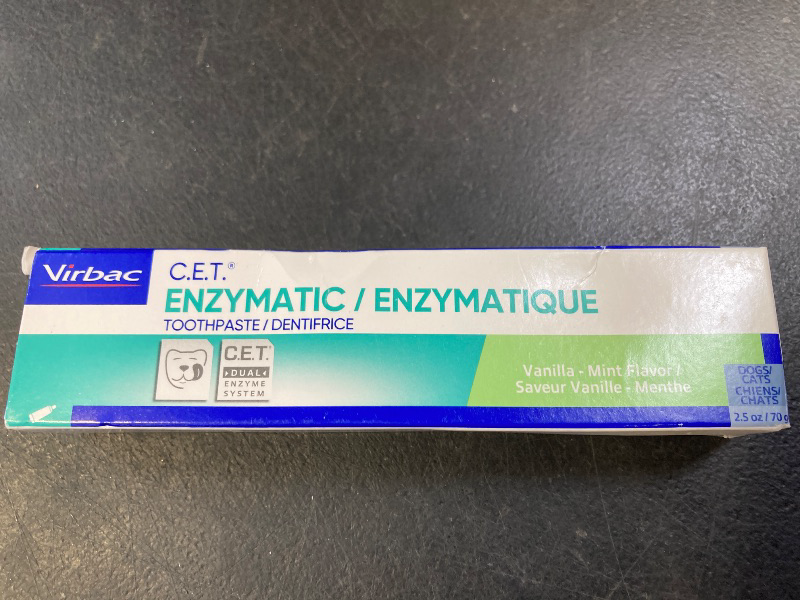 Virbac
C.E.T.®
ENZYMATIC / ENZYMATIQUE
TOOTHPASTE / DENTIFRICE
C.E.T.
DUAL
ENZYME
SYSTEM
Vanilla - Mint Flavor /
Saveur Vanille - Menthe
DOGS/
CATS
CHIENS/
CHATS
2.5 oz / 70 g